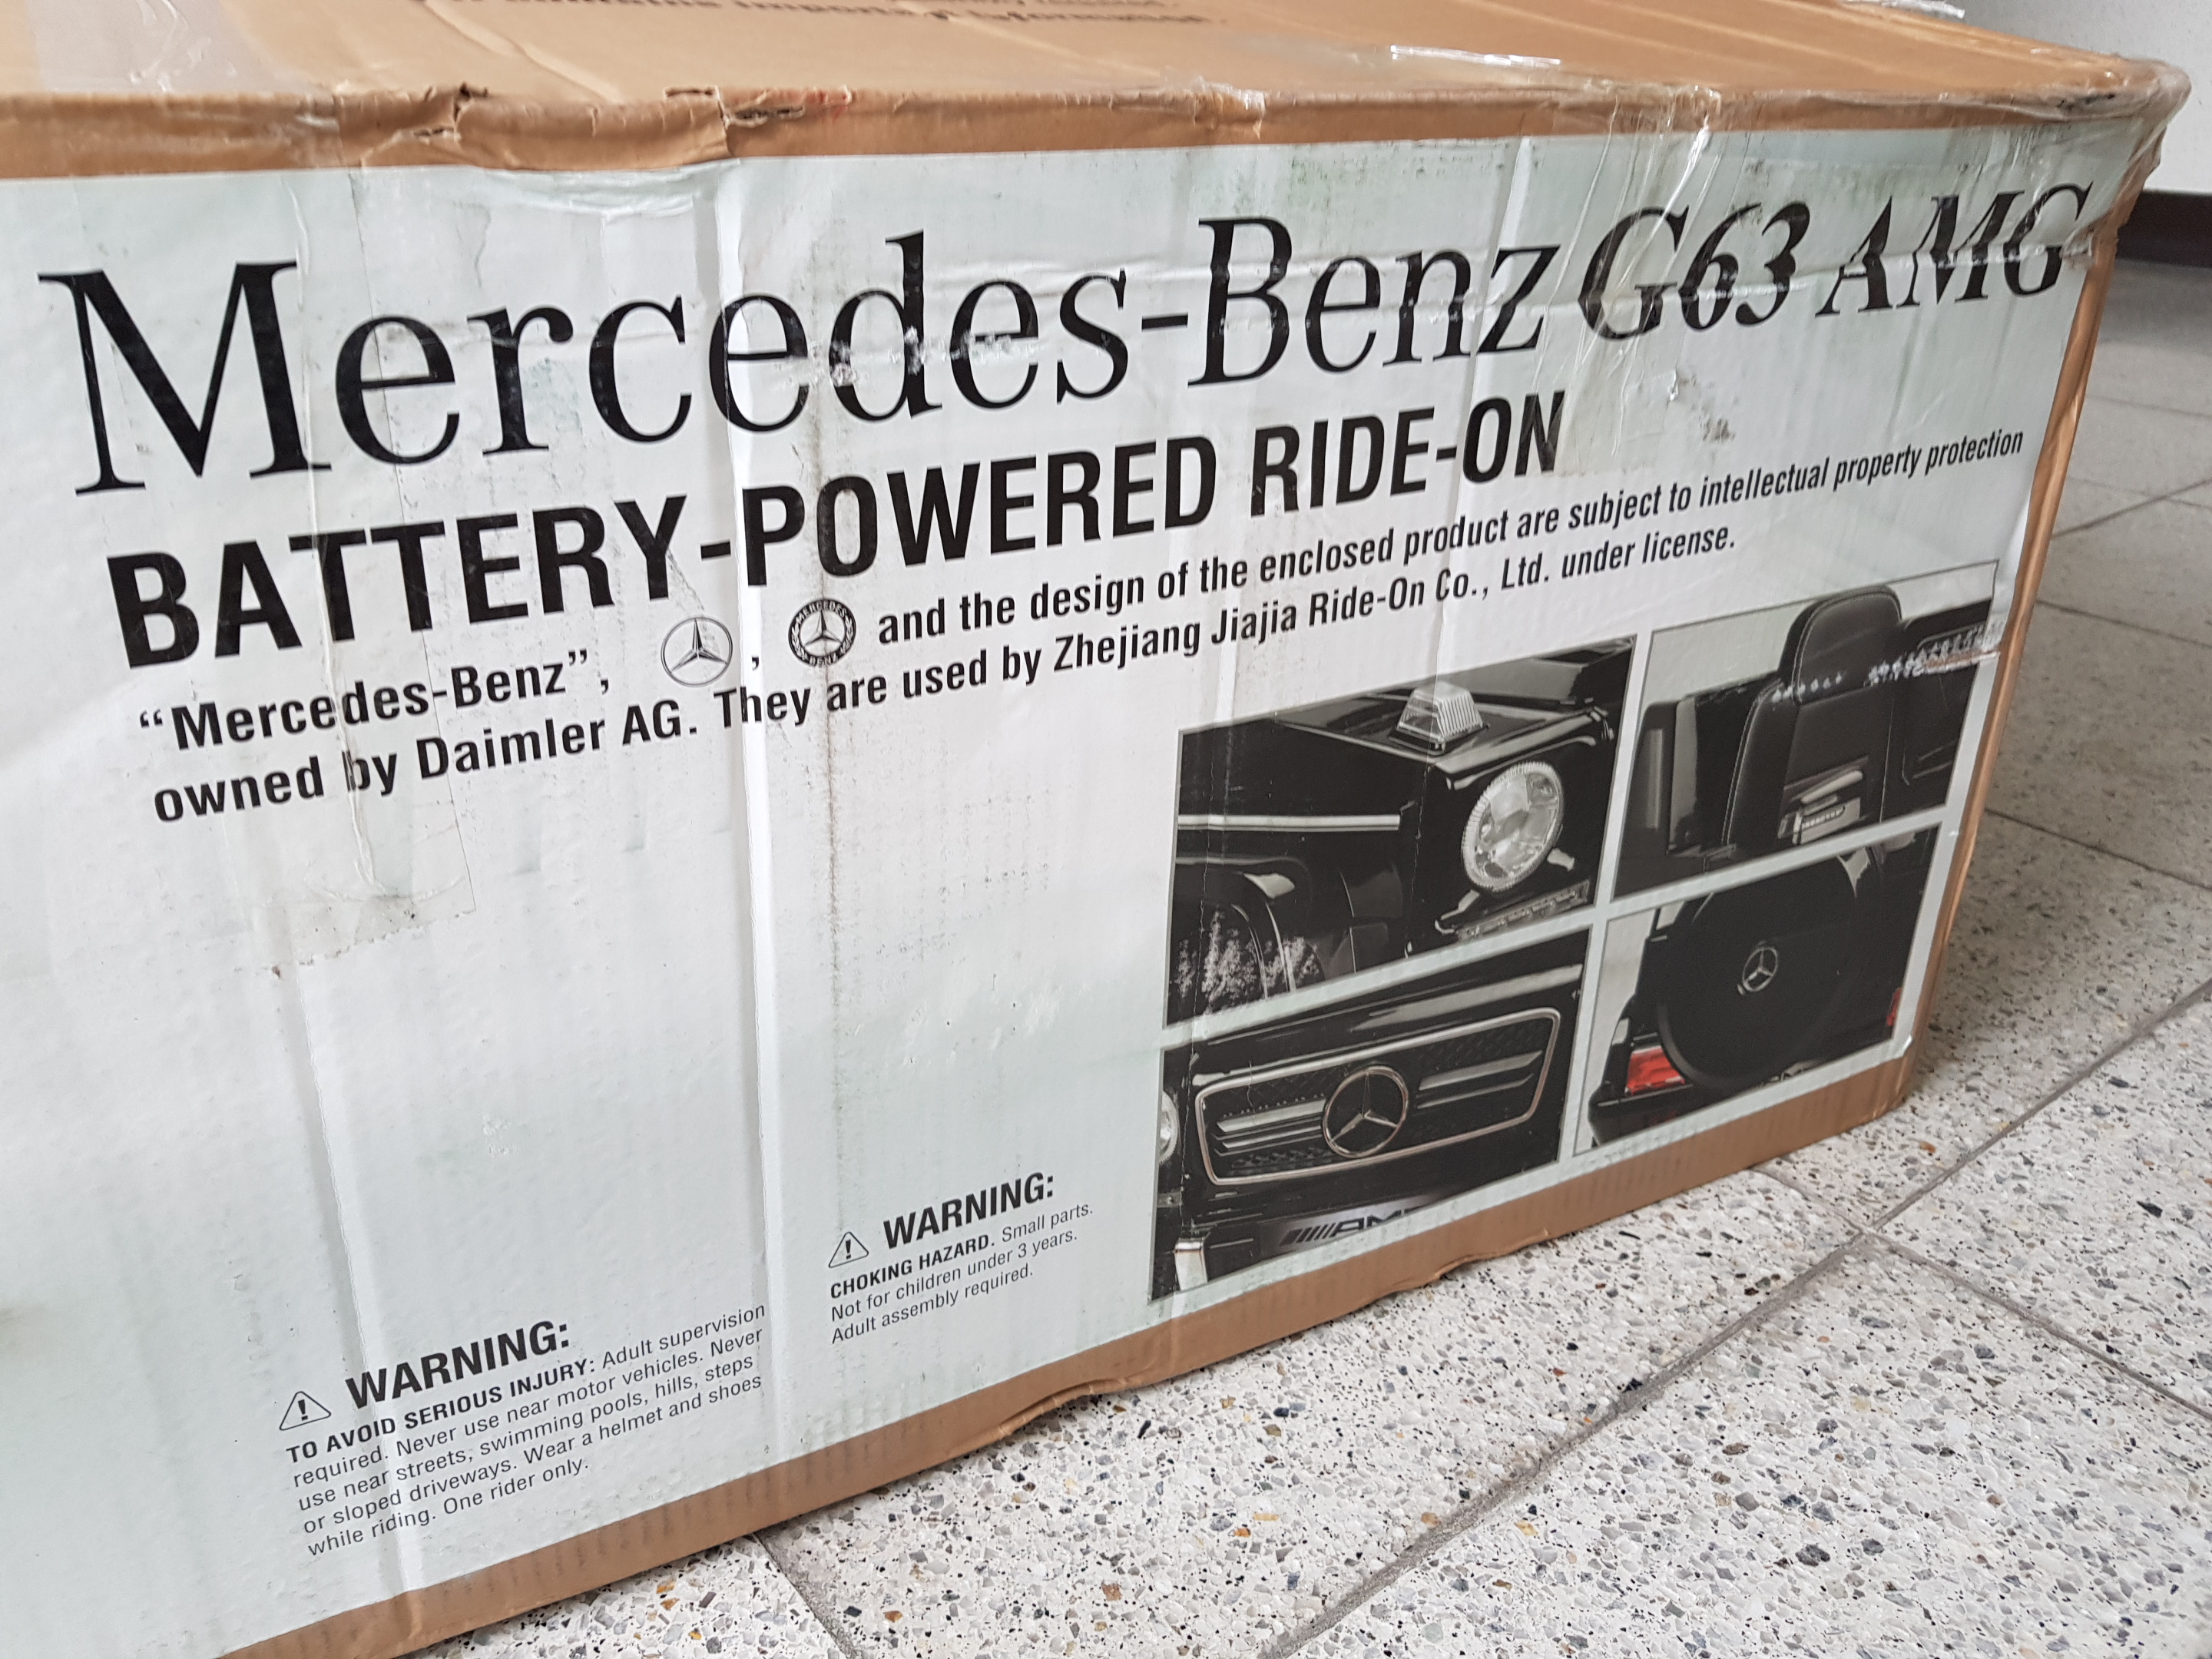 Mercedes-Benz G63 AMG
BATTERY-POWERED RIDE-ON
“Mercedes-Benz”, , and the design of the enclosed product are subject to intellectual property protection
owned by Daimler AG. They are used by Zhejiang Jiajia Ride-On Co., Ltd. under license.
MERCEDES
BENZ
AMG
WARNING:
CHOKING HAZARD. Small parts.
Not for children under 3 years.
Adult assembly required.
WARNING:
TO AVOID SERIOUS INJURY: Adult supervision
required. Never use near motor vehicles. Never
use near streets, swimming pools, hills, steps
or sloped driveways. Wear a helmet and shoes
while riding. One rider only.